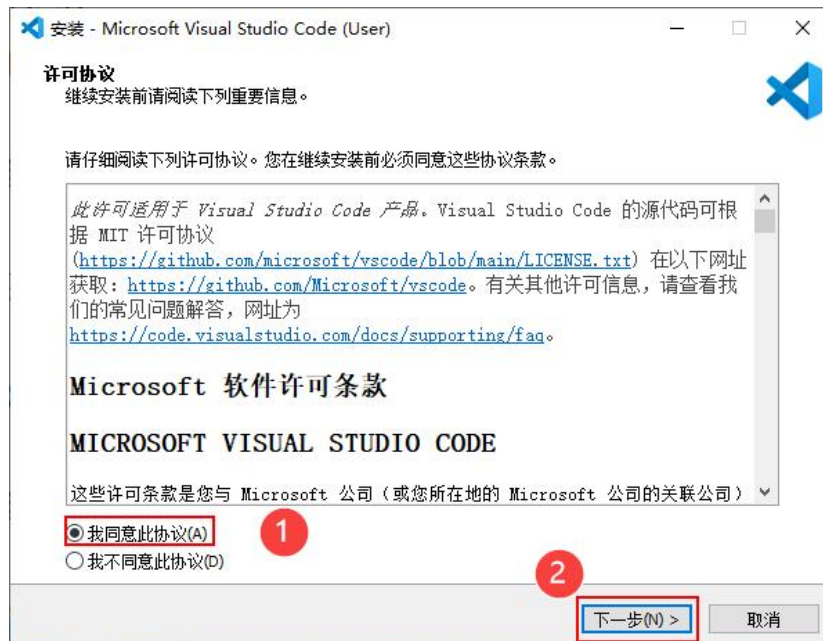 安装 - Microsoft Visual Studio Code (User)
许可协议
继续安装前请阅读下列重要信息。
请仔细阅读下列许可协议。您在继续安装前必须同意这些协议条款。
此许可适用于 Visual Studio Code 产品。Visual Studio Code 的源代码可根
据 MIT 许可协议
(https://github.com/microsoft/vscode/blob/main/LICENSE.txt) 在以下网址
获取: https://github.com/Microsoft/vscode。有关其他许可信息，请查看我
们的常见问题解答，网址为
https://code.visualstudio.com/docs/supporting/faq。
Microsoft 软件许可条款
MICROSOFT VISUAL STUDIO CODE
这些许可条款是您与 Microsoft 公司（或您所在地的 Microsoft 公司的关联公司）
我同意此协议(A)
1
我不同意此协议(D)
2
下一步(N) >
取消